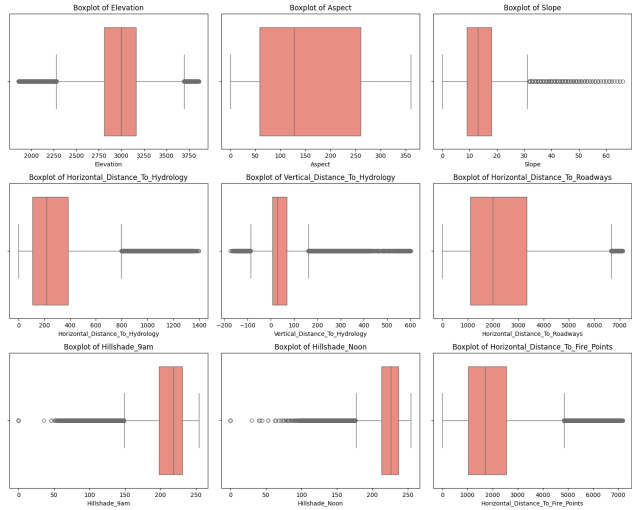 Boxplot of Elevation
2000 2250 2500 2750 3000 3250 3500 3750
Elevation
Boxplot of Aspect
0 50 100 150 200 250 300 350
Aspect
Boxplot of Slope
0 10 20 30 40 50 60
Slope
Boxplot of Horizontal_Distance_To_Hydrology
0 200 400 600 800 1000 1200 1400
Horizontal_Distance_To_Hydrology
Boxplot of Vertical_Distance_To_Hydrology
−200 −100 0 100 200 300 400 500 600
Vertical_Distance_To_Hydrology
Boxplot of Horizontal_Distance_To_Roadways
0 1000 2000 3000 4000 5000 6000 7000
Horizontal_Distance_To_Roadways
Boxplot of Hillshade_9am
0 50 100 150 200 250
Hillshade_9am
Boxplot of Hillshade_Noon
0 50 100 150 200 250
Hillshade_Noon
Boxplot of Horizontal_Distance_To_Fire_Points
0 1000 2000 3000 4000 5000 6000 7000
Horizontal_Distance_To_Fire_Points